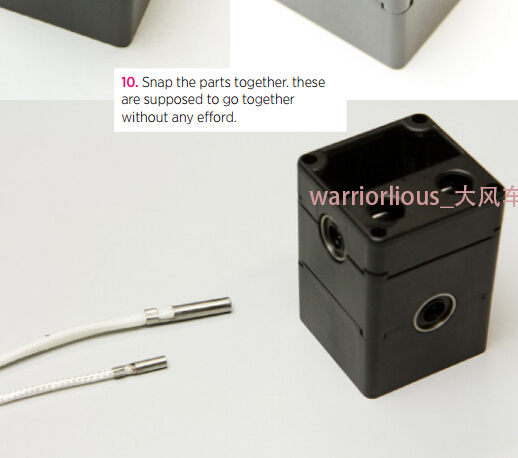 10. Snap the parts together. these
are supposed to go together
without any efford.
warriorlious_大风车